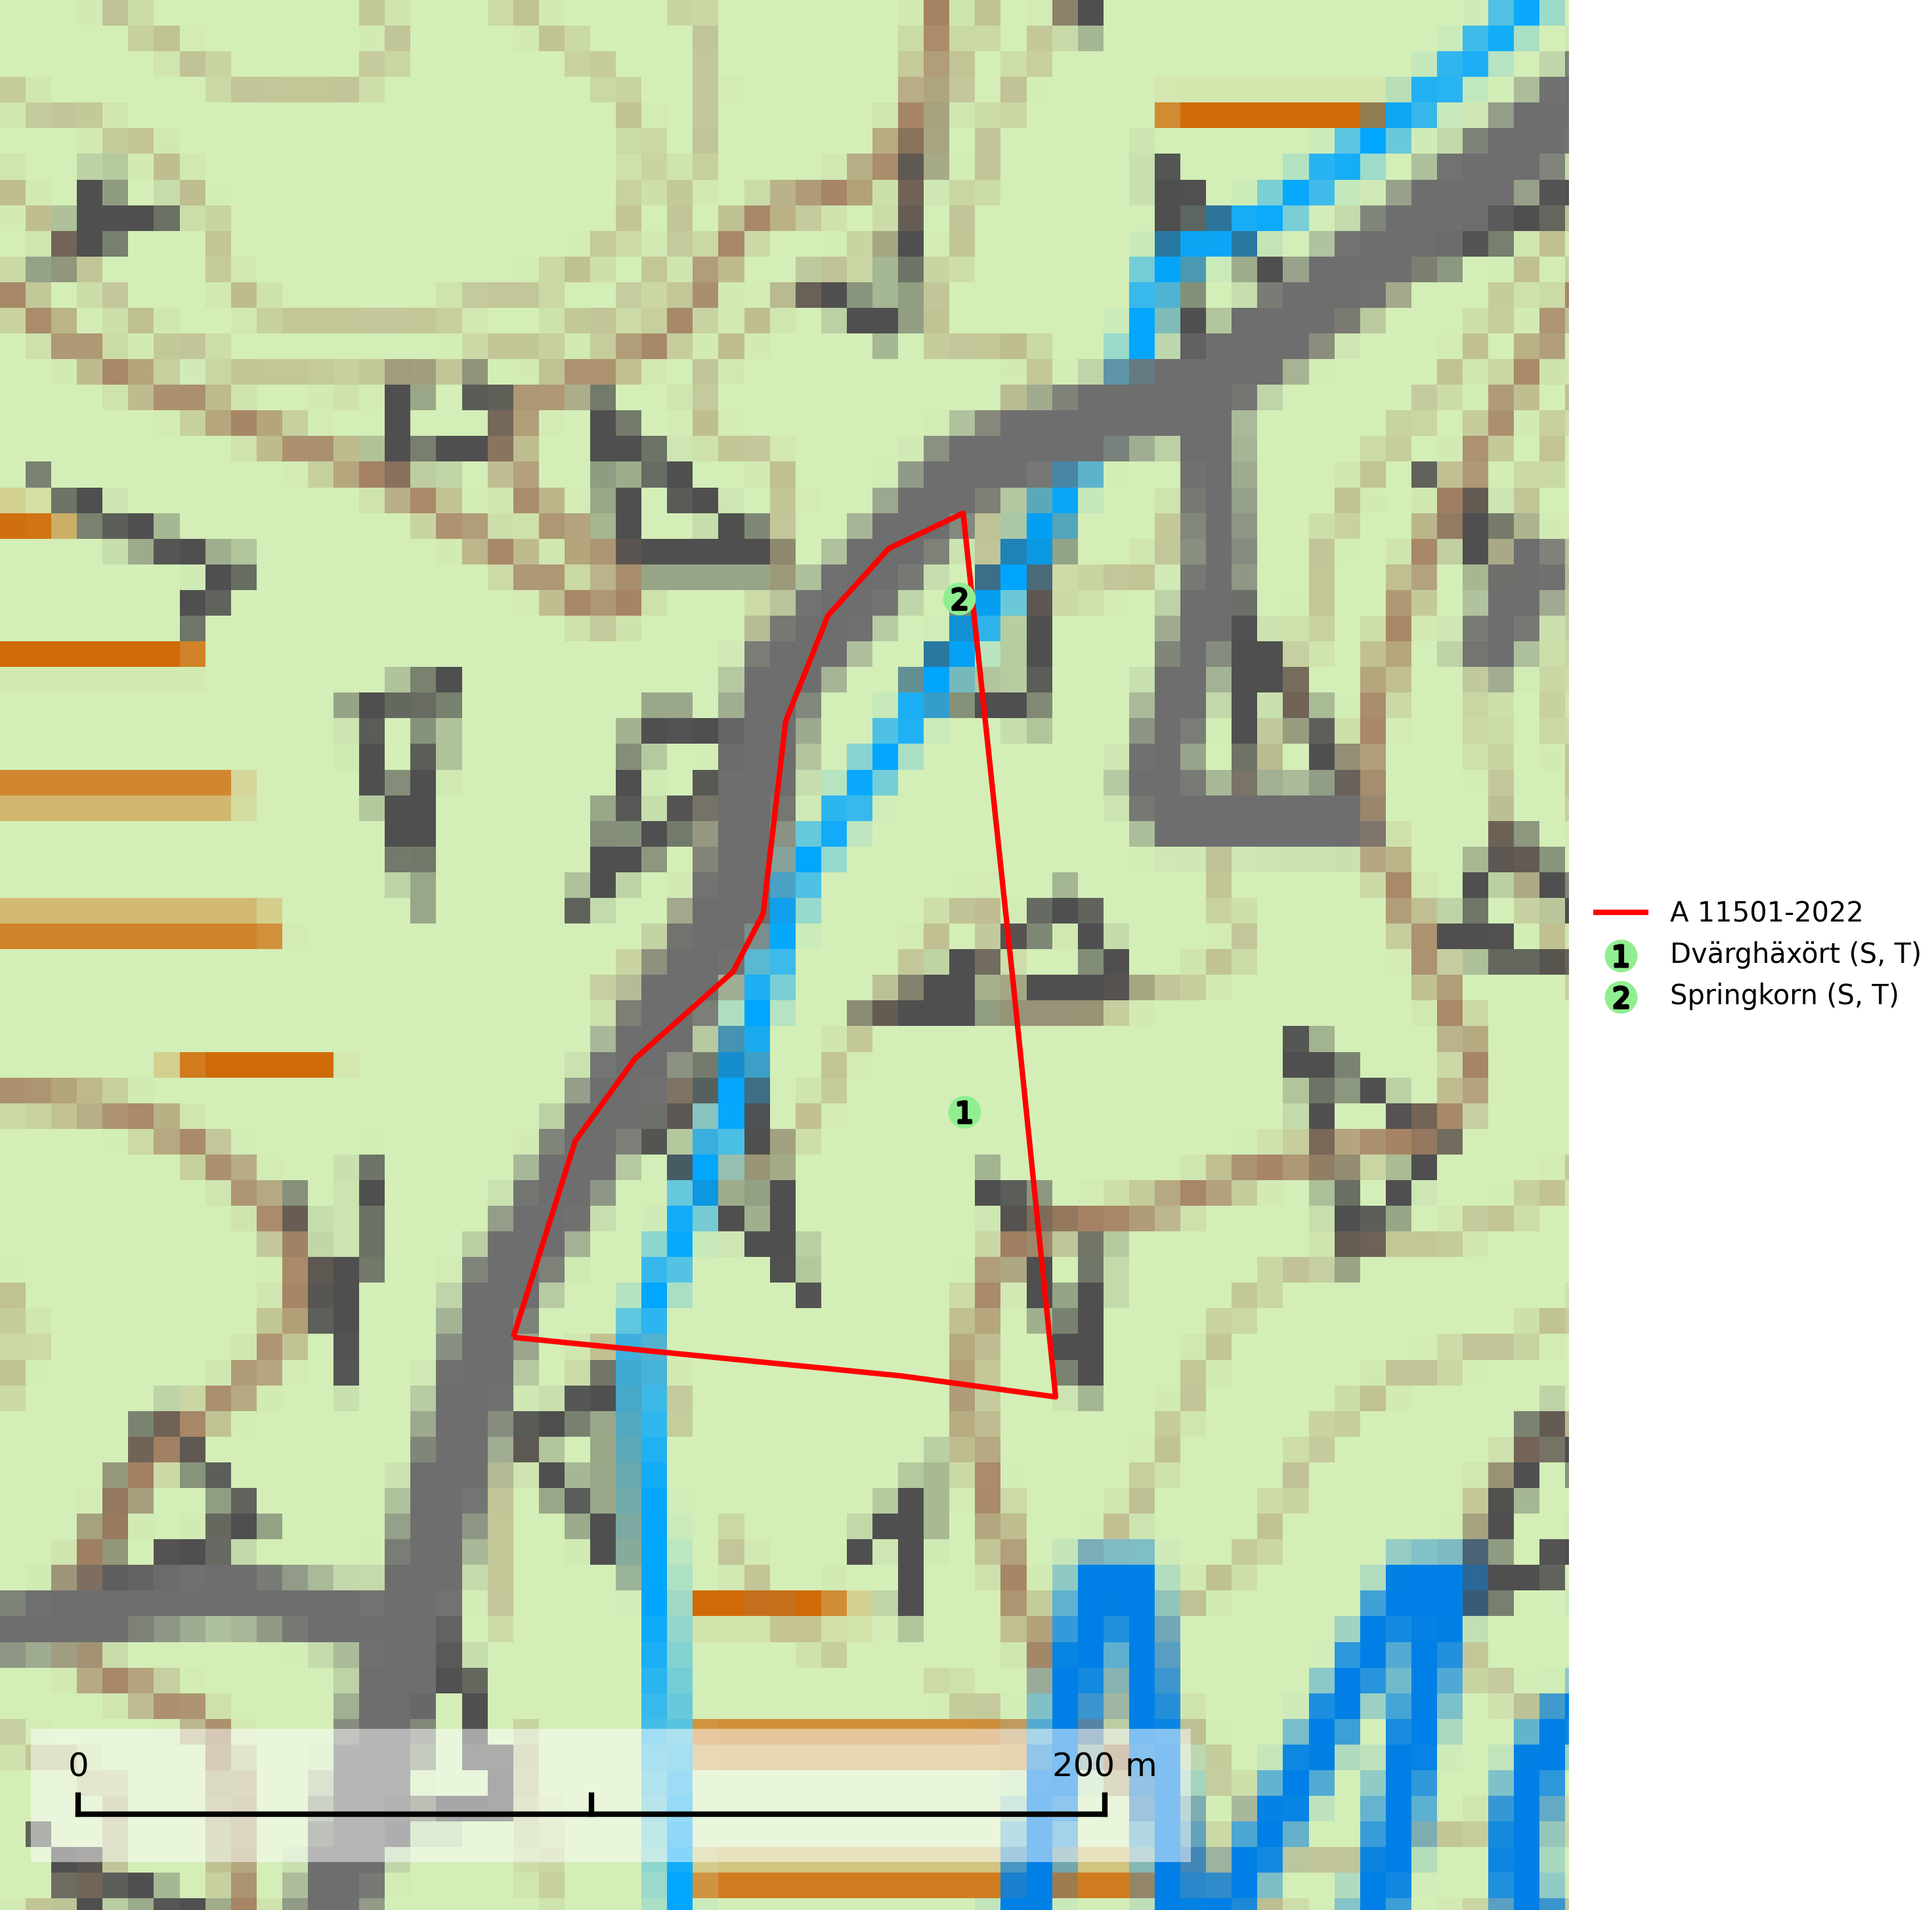 2
1
A 11501-2022
1 Dvärghäxört (S, T)
2 Springkorn (S, T)
0 200 m